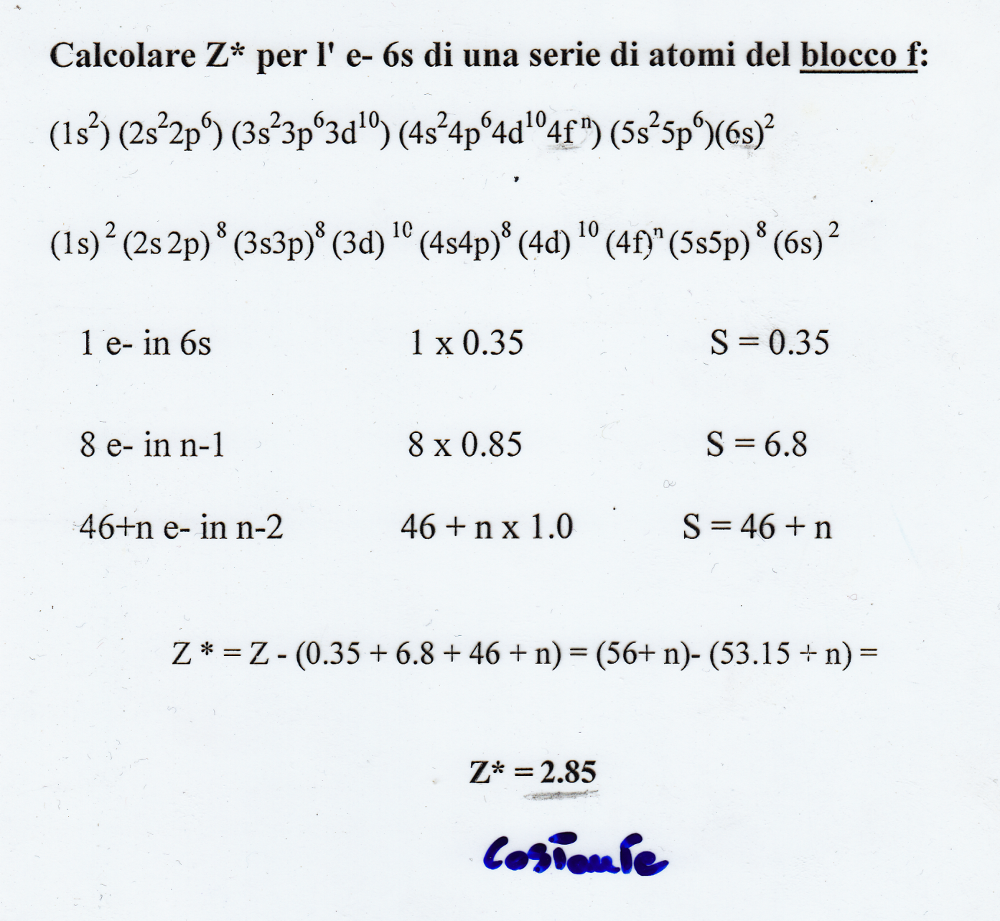 Calcolare Z* per l' e- 6s di una serie di atomi del blocco f:
(1s²) (2s²2p⁶) (3s²3p⁶3d¹⁰) (4s²4p⁶4d¹⁰4fⁿ) (5s²5p⁶)(6s)²
(1s)² (2s 2p)⁸ (3s3p)⁸ (3d)¹⁰ (4s4p)⁸ (4d)¹⁰ (4f)ⁿ (5s5p)⁸ (6s)²
1 e- in 6s 1 x 0.35 S = 0.35
8 e- in n-1 8 x 0.85 S = 6.8
46+n e- in n-2 46 + n x 1.0 S = 46 + n
Z * = Z - (0.35 + 6.8 + 46 + n) = (56+ n)- (53.15 + n) =
Z* = 2.85
Costante